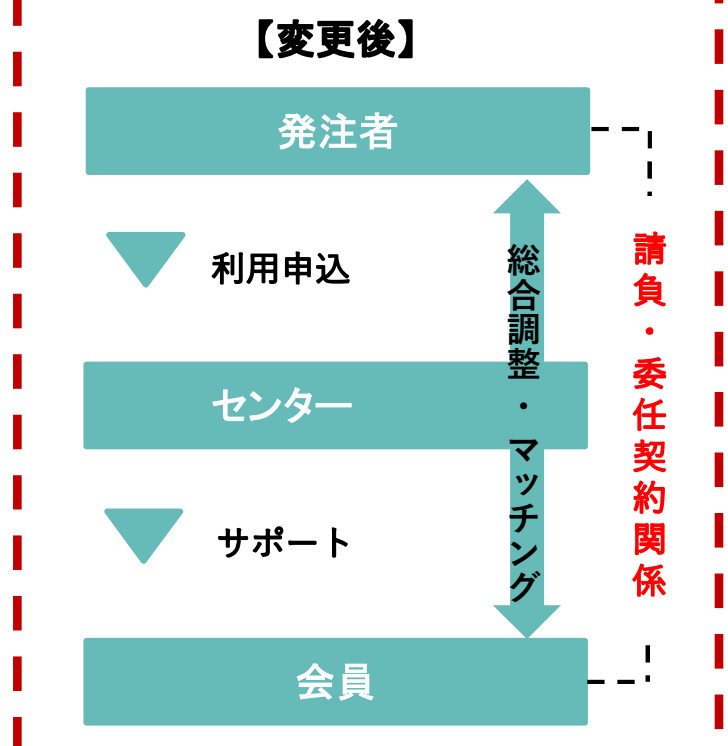 【変更後】
発注者
利用申込
総合調整・マッチング
請負・委任契約関係
センター
サポート
会員